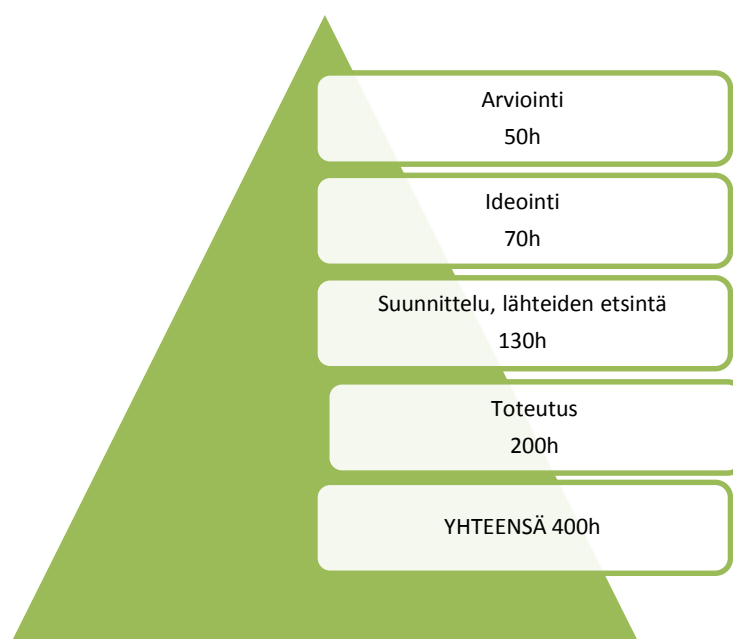 Arviointi
50h
Ideointi
70h
Suunnittelu, lähteiden etsintä
130h
Toteutus
200h
YHTEENSÄ 400h